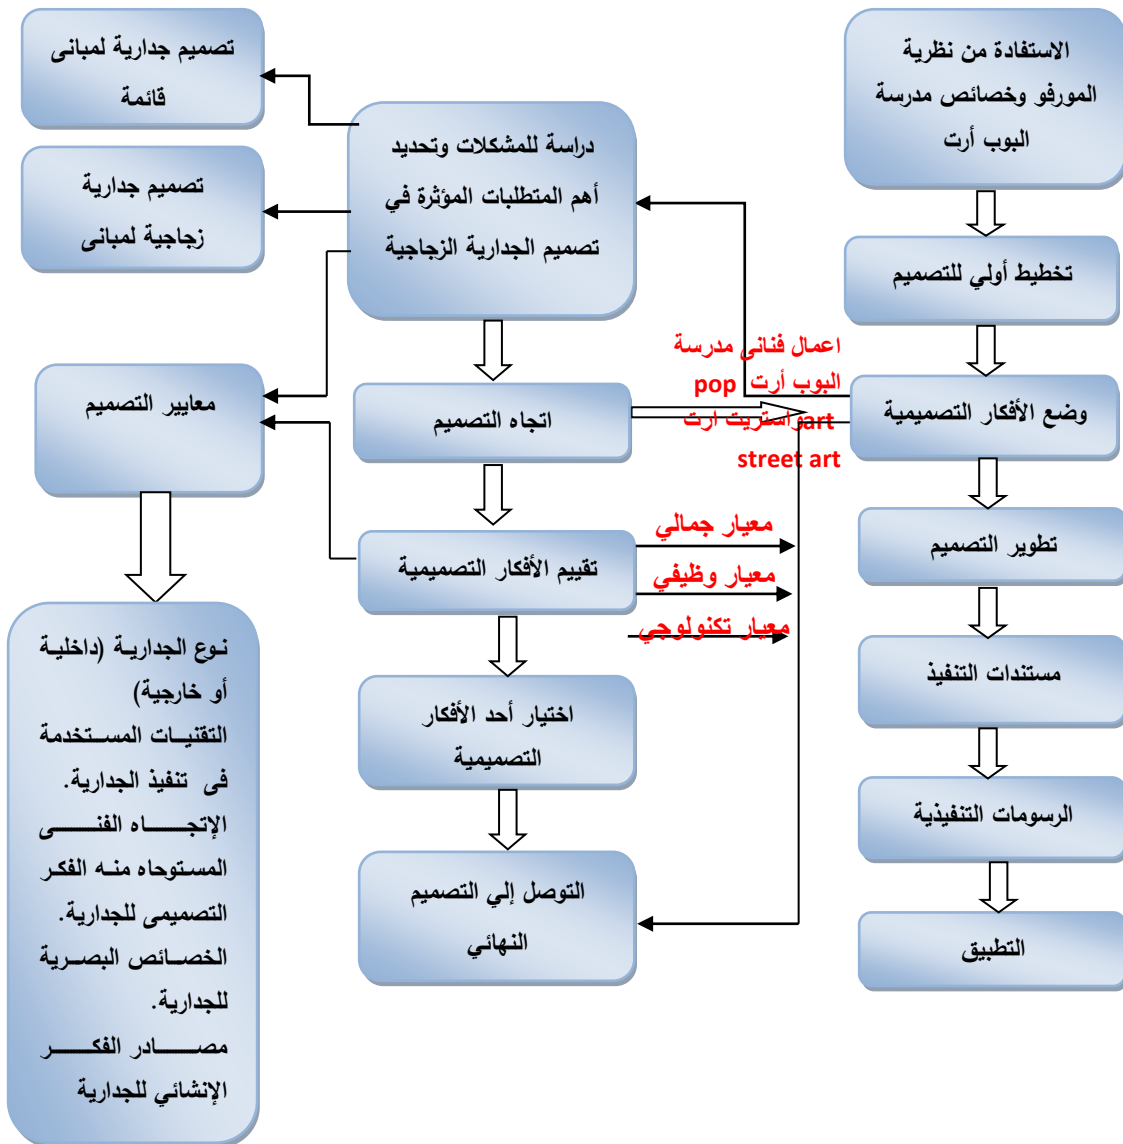 الاستفادة من نظرية
المورفو وخصائص مدرسة
البوب أرت
تخطيط أولي للتصميم
وضع الأفكار التصميمية
تطوير التصميم
مستندات التنفيذ
الرسومات التنفيذية
التطبيق
دراسة للمشكلات وتحديد
أهم المتطلبات المؤثرة في
تصميم الجدارية الزجاجية
اعمال فنانى مدرسة
البوب أرت pop
art واستريت ارت
street art
اتجاه التصميم
تقييم الأفكار التصميمية
معيار جمالي
معيار وظيفي
معيار تكنولوجي
اختيار أحد الأفكار
التصميمية
التوصل إلي التصميم
النهائي
تصميم جدارية لمبانى
قائمة
تصميم جدارية
زجاجية لمبانى
معايير التصميم
نوع الجدارية (داخلية
أو خارجية)
التقنيات المستخدمة
فى تنفيذ الجدارية.
الإتجاه الفنى
المستوحاه منه الفكر
التصميمى للجدارية.
الخصائص البصرية
للجدارية.
مصادر الفكر
الإنشائي للجدارية